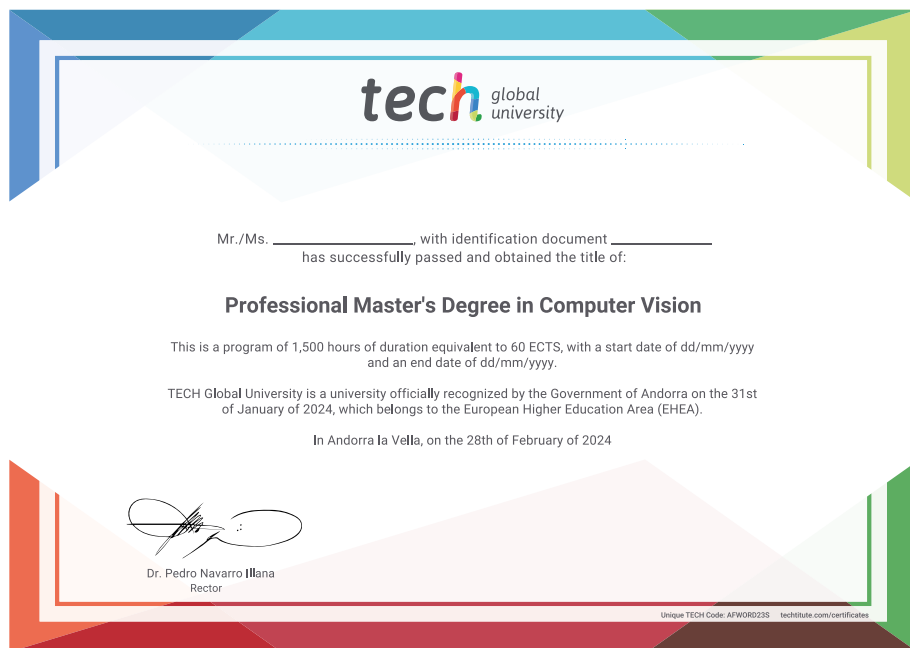 tech global
university
Mr./Ms. ____________________, with identification document ______________
has successfully passed and obtained the title of:
Professional Master's Degree in Computer Vision
This is a program of 1,500 hours of duration equivalent to 60 ECTS, with a start date of dd/mm/yyyy
and an end date of dd/mm/yyyy.
TECH Global University is a university officially recognized by the Government of Andorra on the 31st
of January of 2024, which belongs to the European Higher Education Area (EHEA).
In Andorra la Vella, on the 28th of February of 2024
Dr. Pedro Navarro Illana
Rector
Unique TECH Code: AFWORD23S techtitute.com/certificates